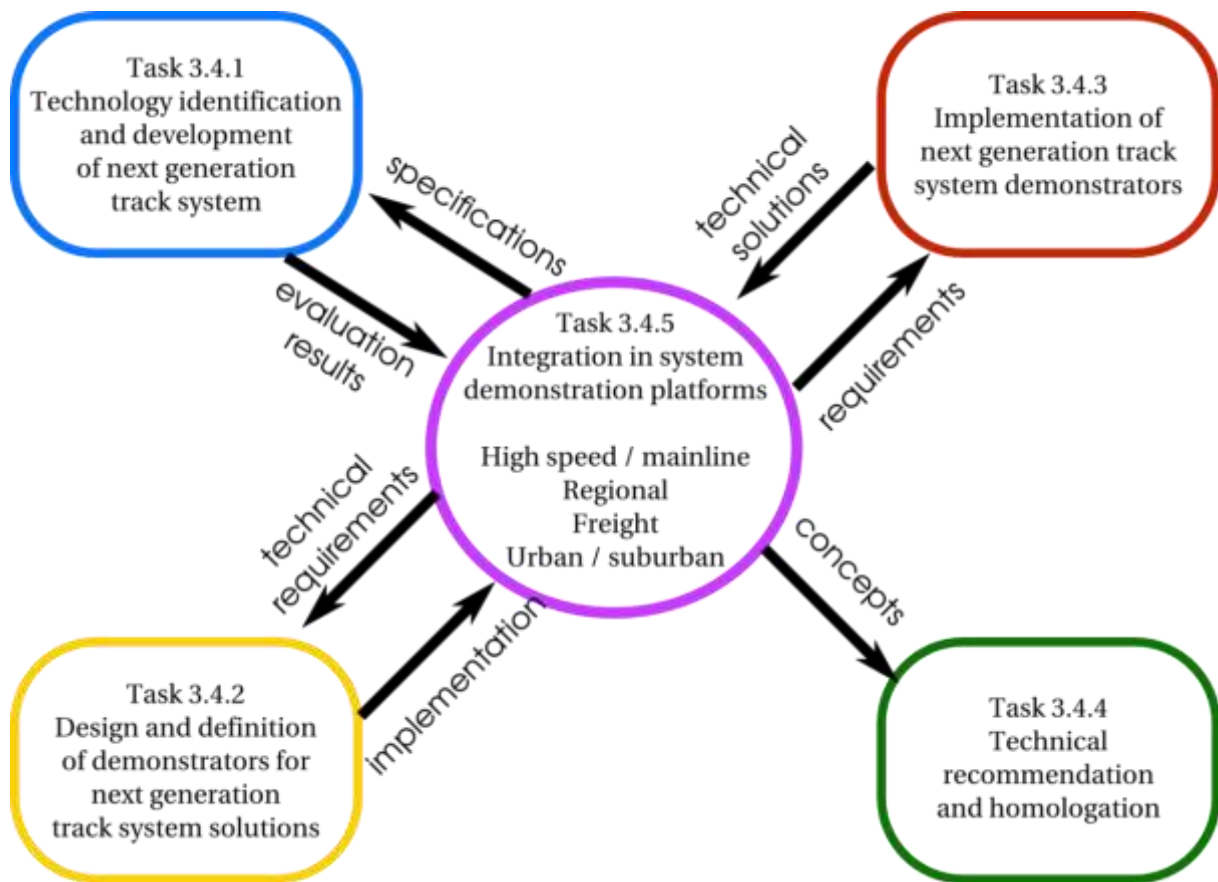 Task 3.4.1
Technology identification
and development
of next generation
track system
Task 3.4.3
Implementation of
next generation track
system demonstrators
specifications
evaluation
results
technical
solutions
requirements
Task 3.4.5
Integration in system
demonstration platforms
High speed / mainline
Regional
Freight
Urban / suburban
technical
requirements
implementation
concepts
Task 3.4.2
Design and definition
of demonstrators for
next generation
track system solutions
Task 3.4.4
Technical
recommendation
and homologation